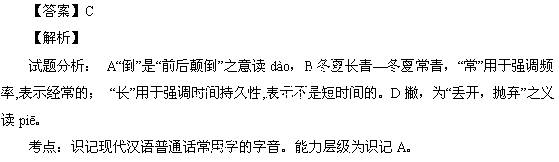 【答案】C
【解析】
试题分析: A“倒”是“前后颠倒”之意读 dào，B 冬夏长青—冬夏常青，“常”用于强调频
率,表示经常的； “长”用于强调时间持久性,表示不是短时间的。D 撇，为“丢开，抛弃”之义
读 piē。
考点：识记现代汉语普通话常用字的字音。能力层级为识记 A。